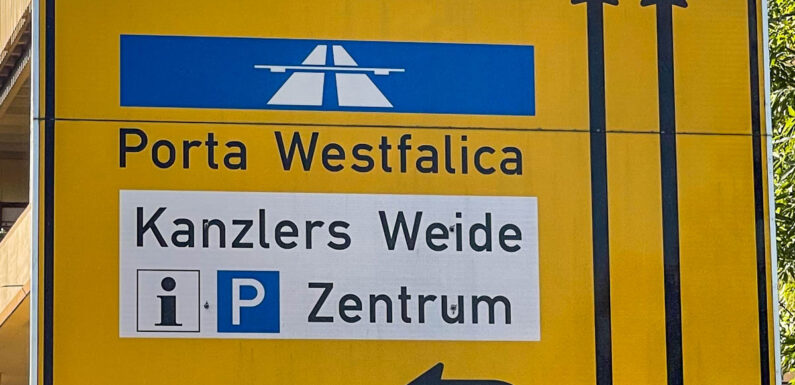 Porta Westfalica
Kanzlers Weide
i P Zentrum